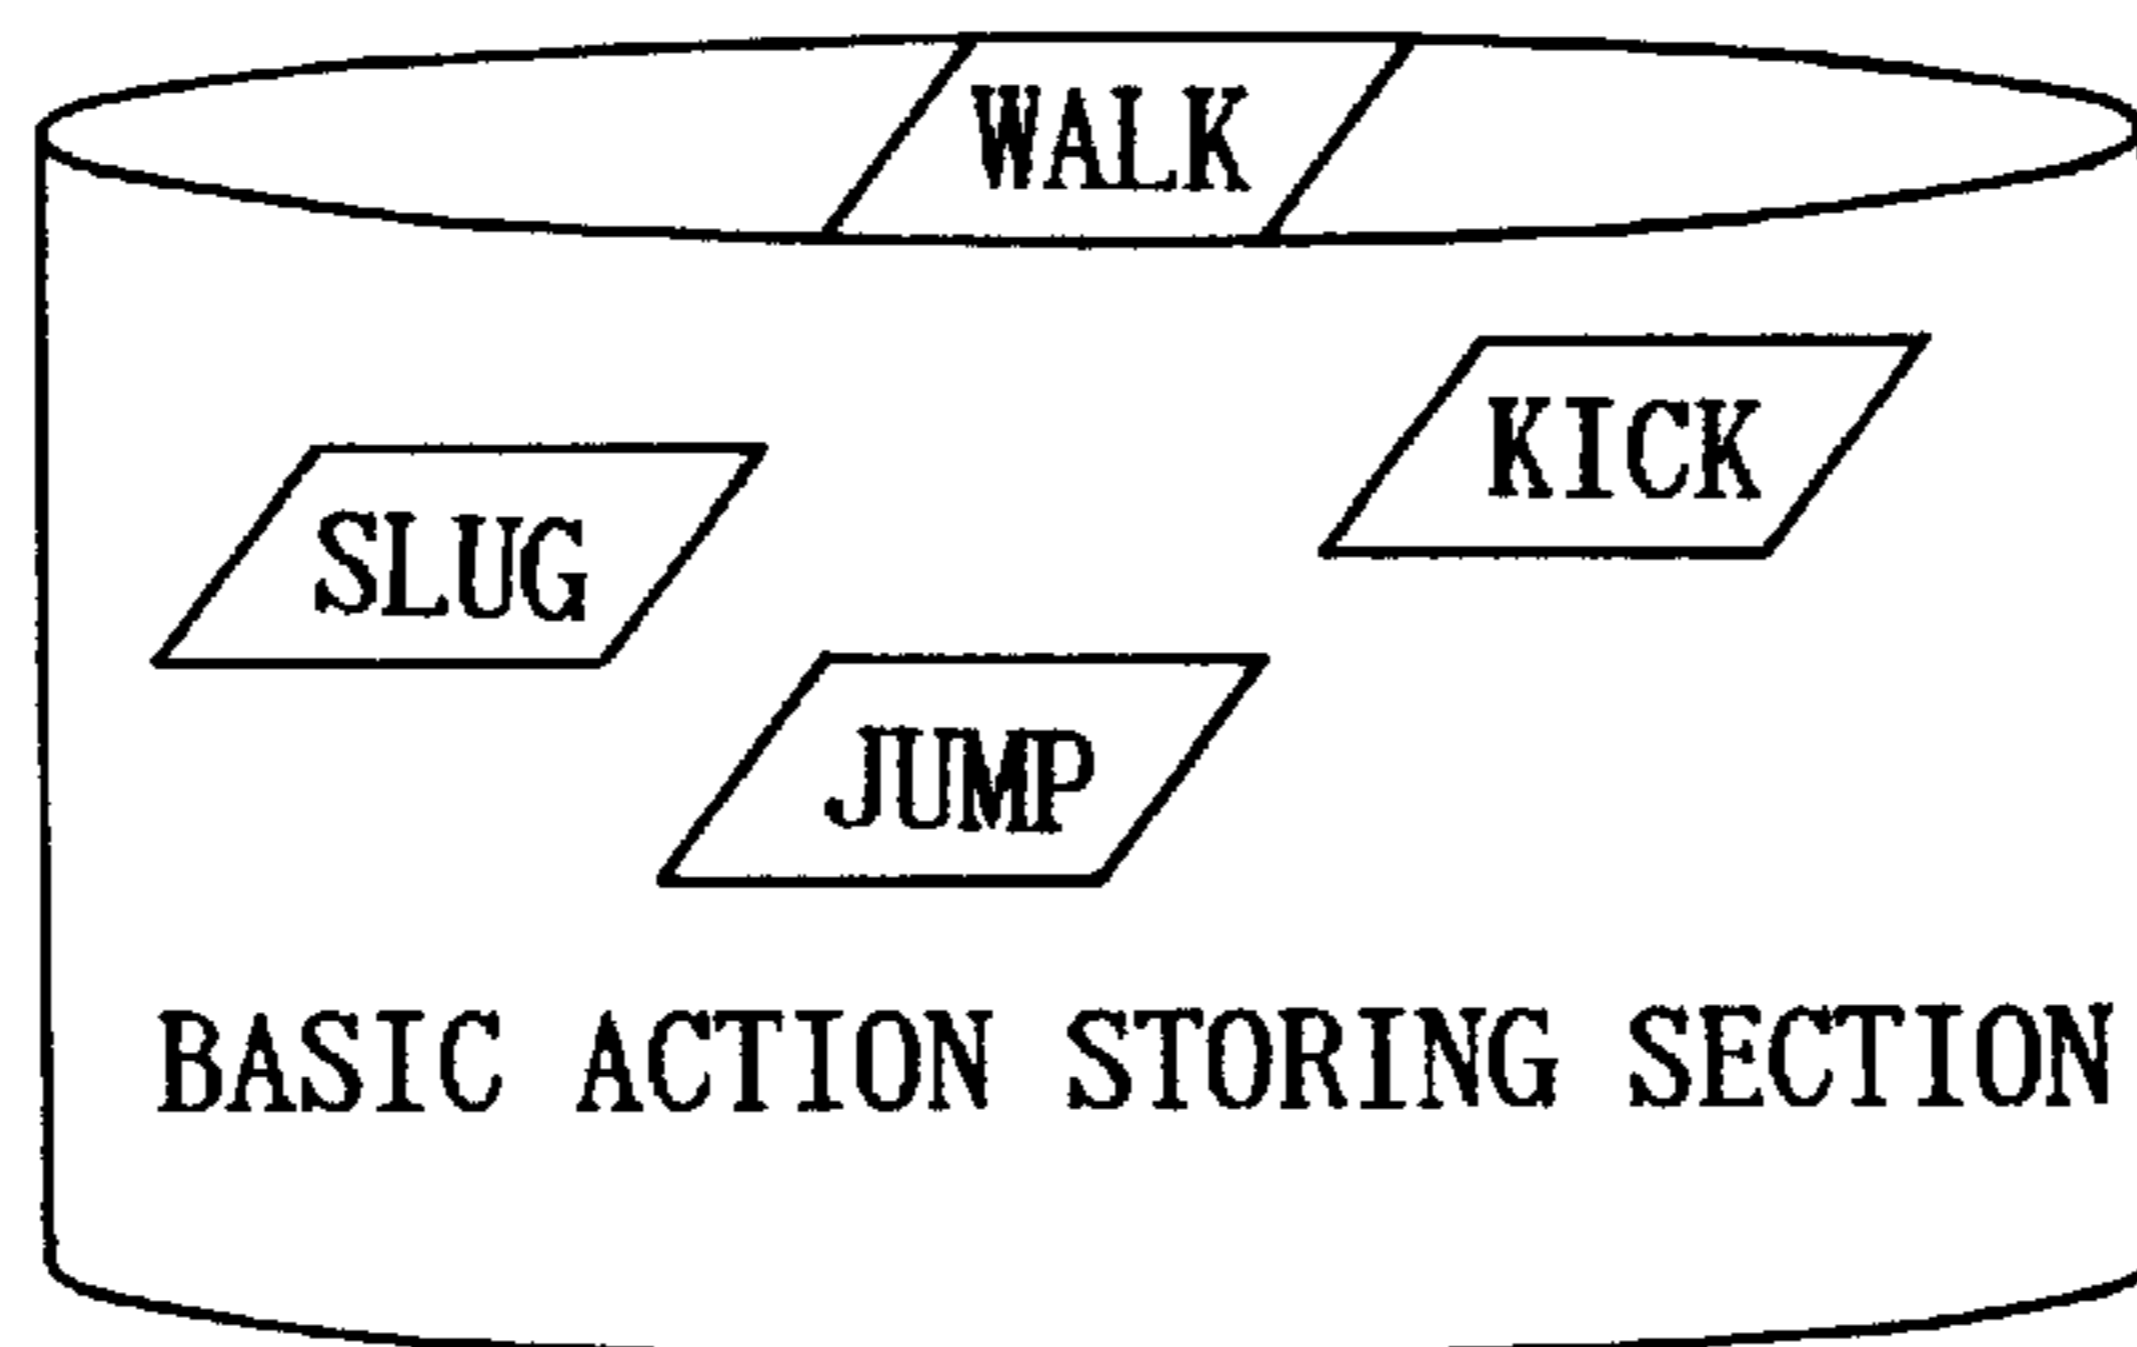 WALK
KICK
SLUG
JUMP
BASIC ACTION STORING SECTION